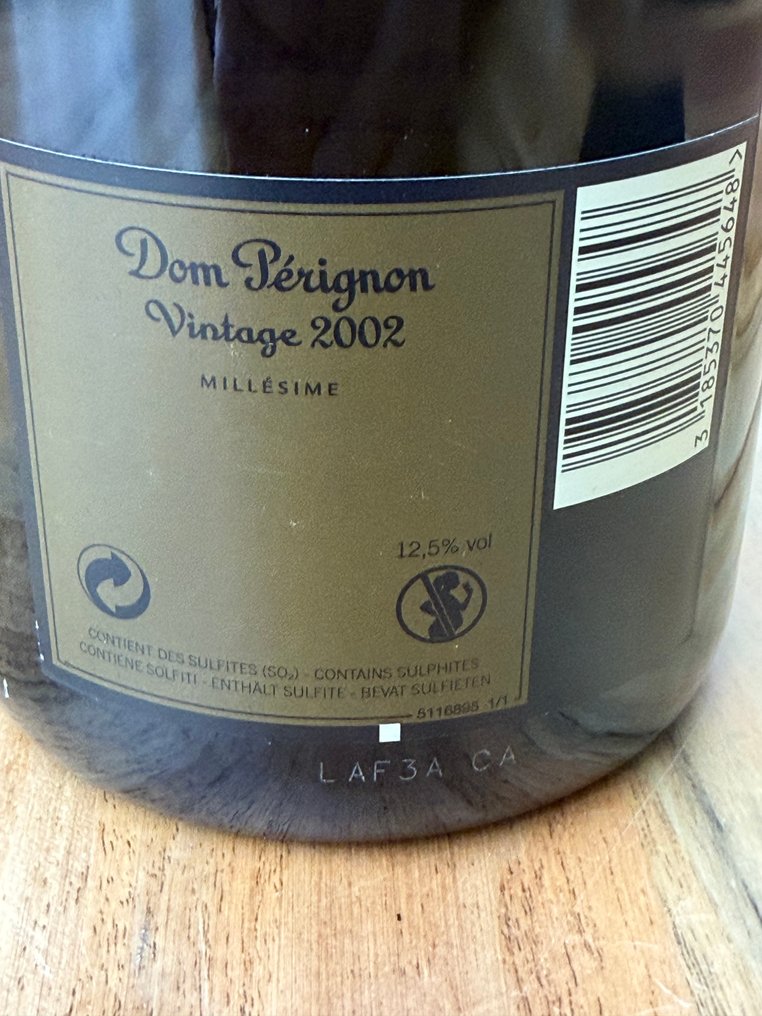 Dom Pérignon
Vintage 2002
MILLÉSIME
12,5% vol
CONTIENT DES SULFITES (SO₂) - CONTAINS SULPHITES
CONTIENE SOLFITI - ENTHÄLT SULFITE - BEVAT SULFIETEN
5116895 1/1
LAF3A CA
3 185370 445648 >